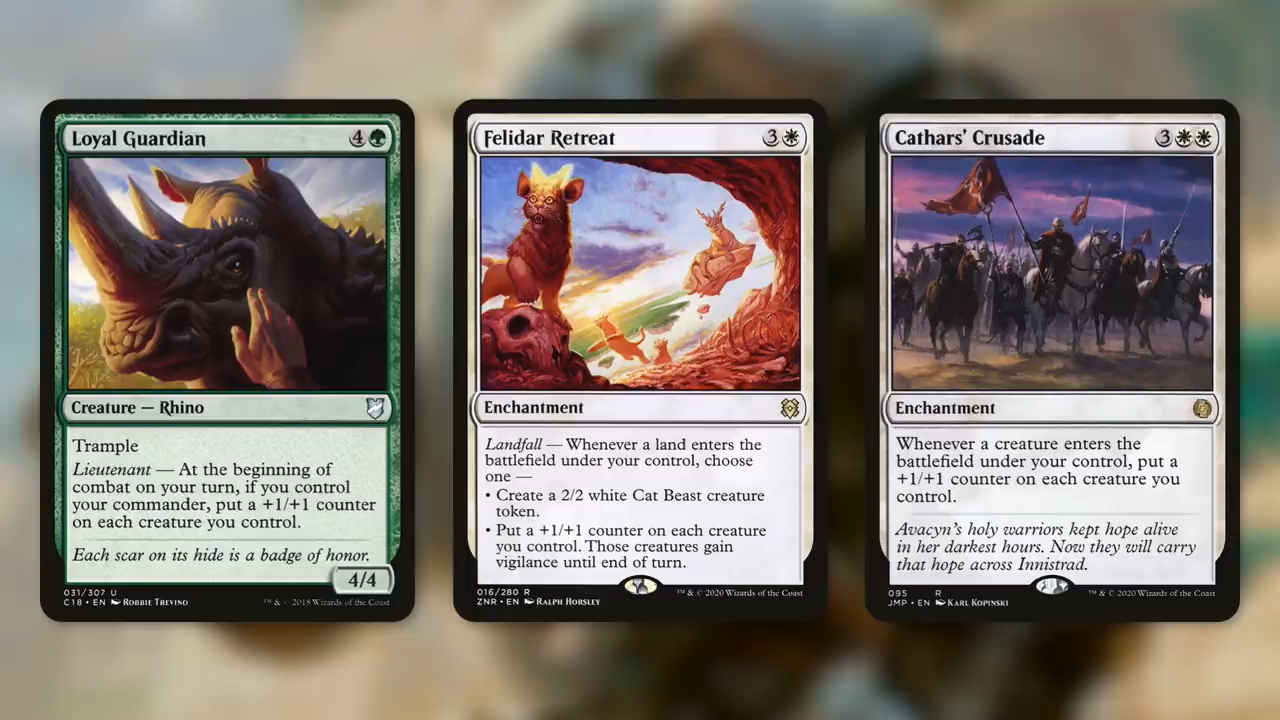 Loyal Guardian 4
Creature — Rhino
Trample
Lieutenant — At the beginning of
combat on your turn, if you control
your commander, put a +1/+1 counter
on each creature you control.
Each scar on its hide is a badge of honor.
4/4
031/307 U
C18 • EN Robbie Trevino
™ & © 2018 Wizards of the Coast
Felidar Retreat 3
Enchantment
Landfall — Whenever a land enters the
battlefield under your control, choose
one —
• Create a 2/2 white Cat Beast creature
token.
• Put a +1/+1 counter on each creature
you control. Those creatures gain
vigilance until end of turn.
016/280 R
ZNR • EN Ralph Horsley
™ & © 2020 Wizards of the Coast
Cathars' Crusade 3
Enchantment
Whenever a creature enters the
battlefield under your control, put a
+1/+1 counter on each creature you
control.
Avacyn's holy warriors kept hope alive
in her darkest hours. Now they will carry
that hope across Innistrad.
095 R
JMP • EN Karl Kopinski
™ & © 2020 Wizards of the Coast